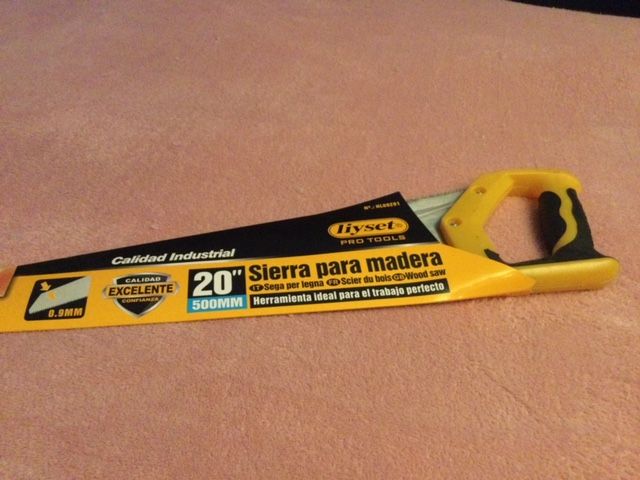 Nº.: HL69201
liyset®
PRO TOOLS
Calidad Industrial
0.9MM
CALIDAD
EXCELENTE
CONFIANZA
20"
500MM
Sierra para madera
IT Sega per legna FR Scier du bois GB Wood saw
Herramienta ideal para el trabajo perfecto